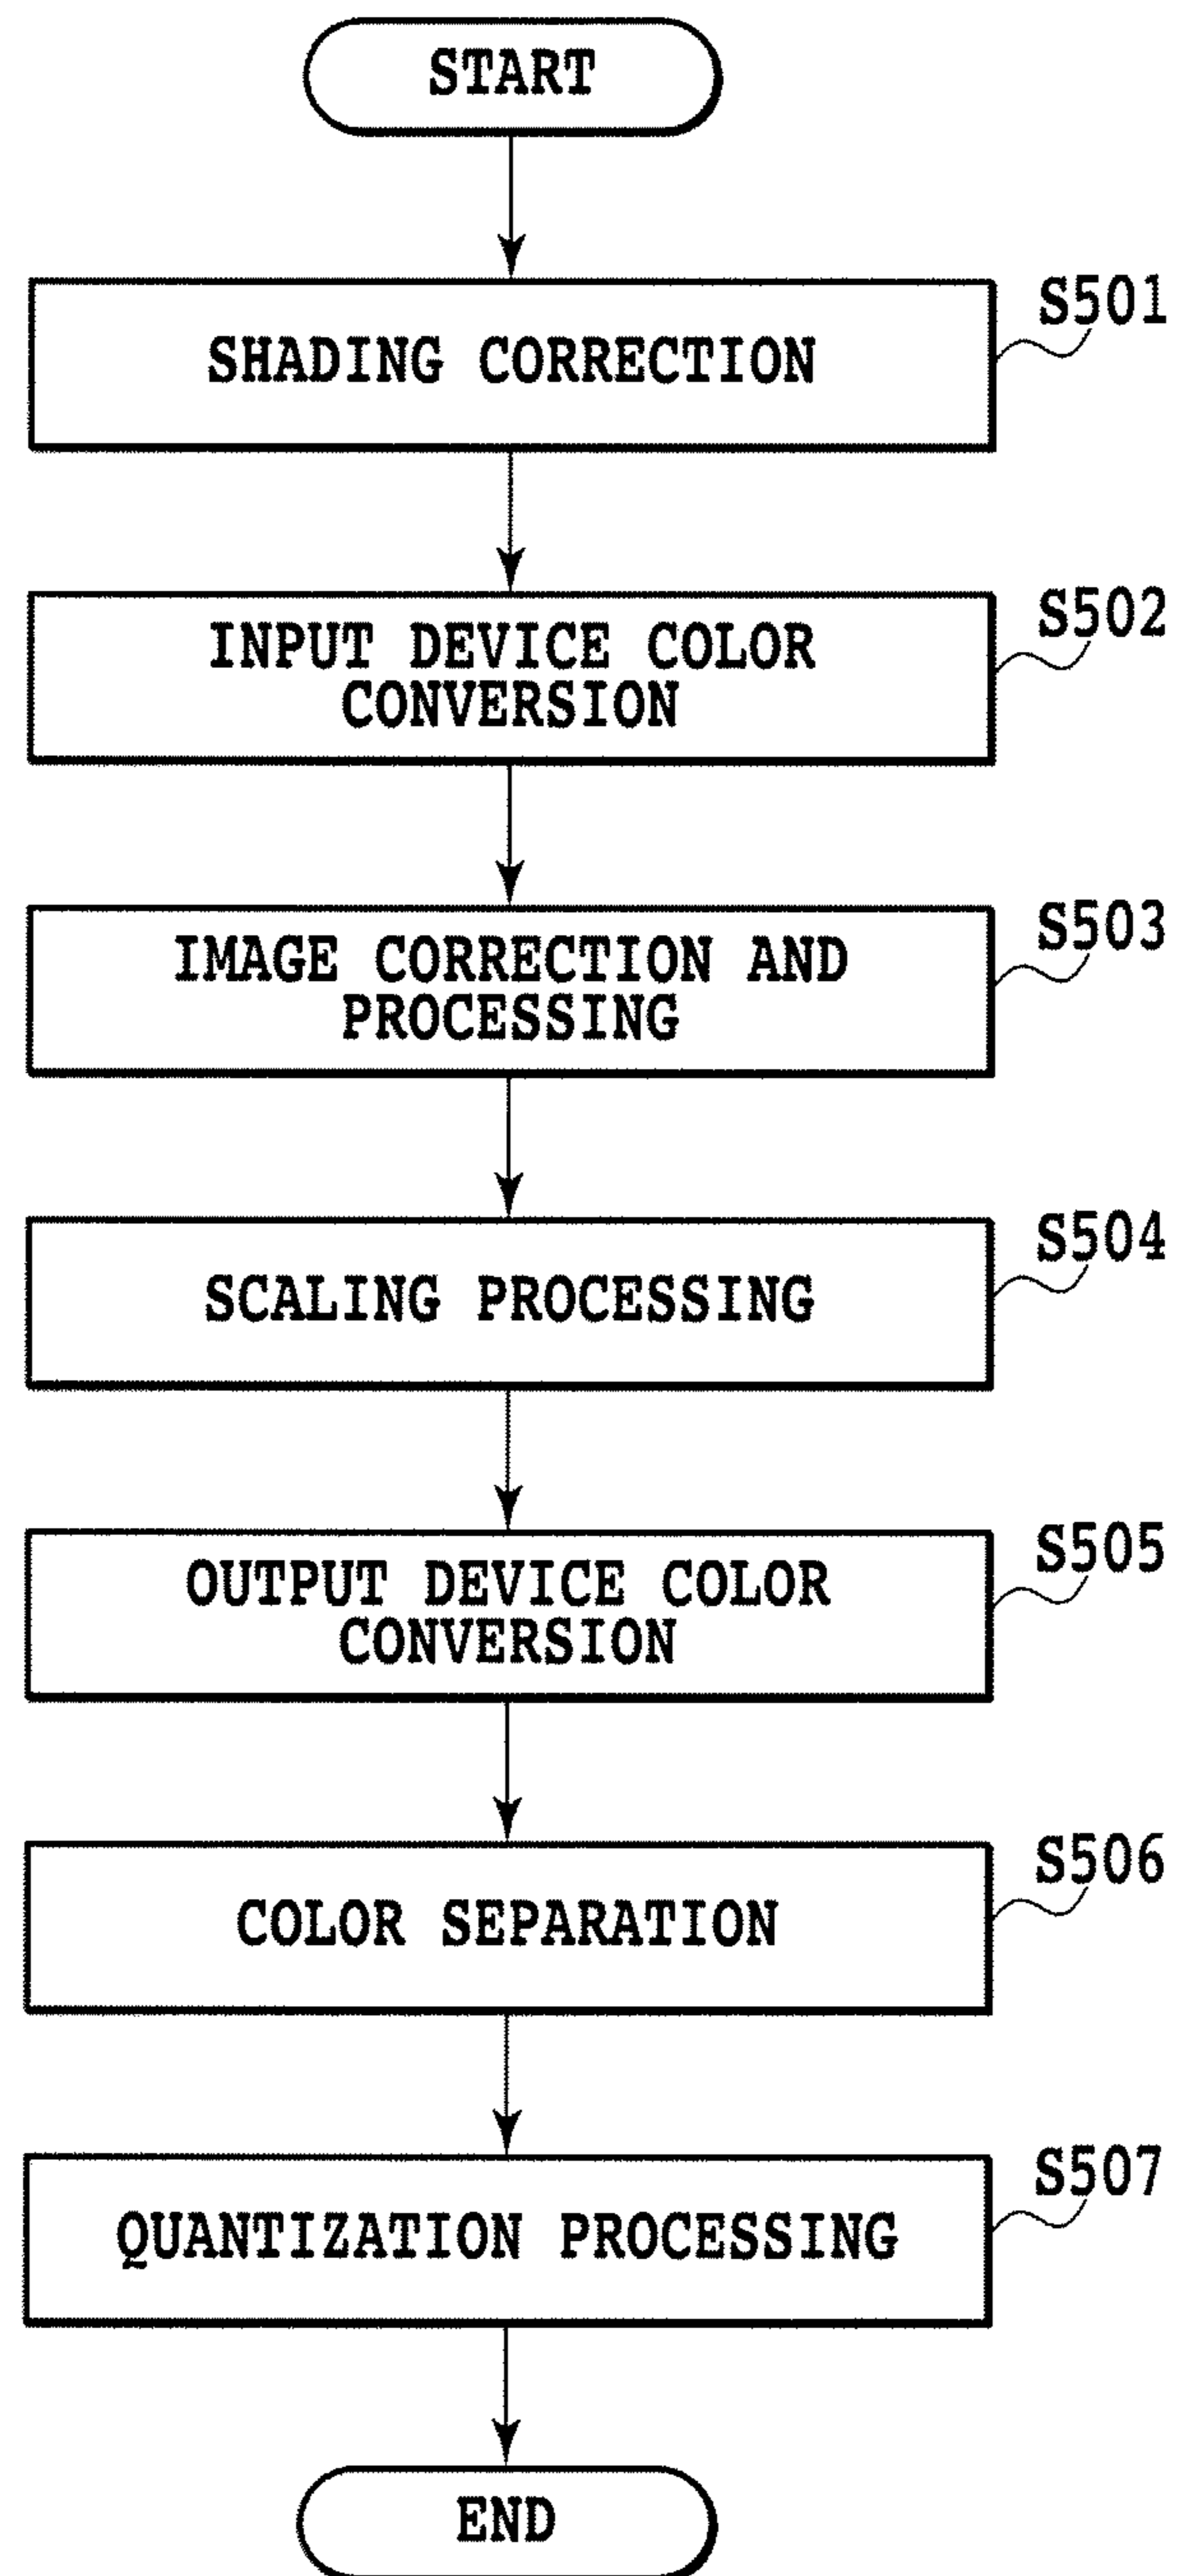 START
S501
SHADING CORRECTION
S502
INPUT DEVICE COLOR
CONVERSION
S503
IMAGE CORRECTION AND
PROCESSING
S504
SCALING PROCESSING
S505
OUTPUT DEVICE COLOR
CONVERSION
S506
COLOR SEPARATION
S507
QUANTIZATION PROCESSING
END